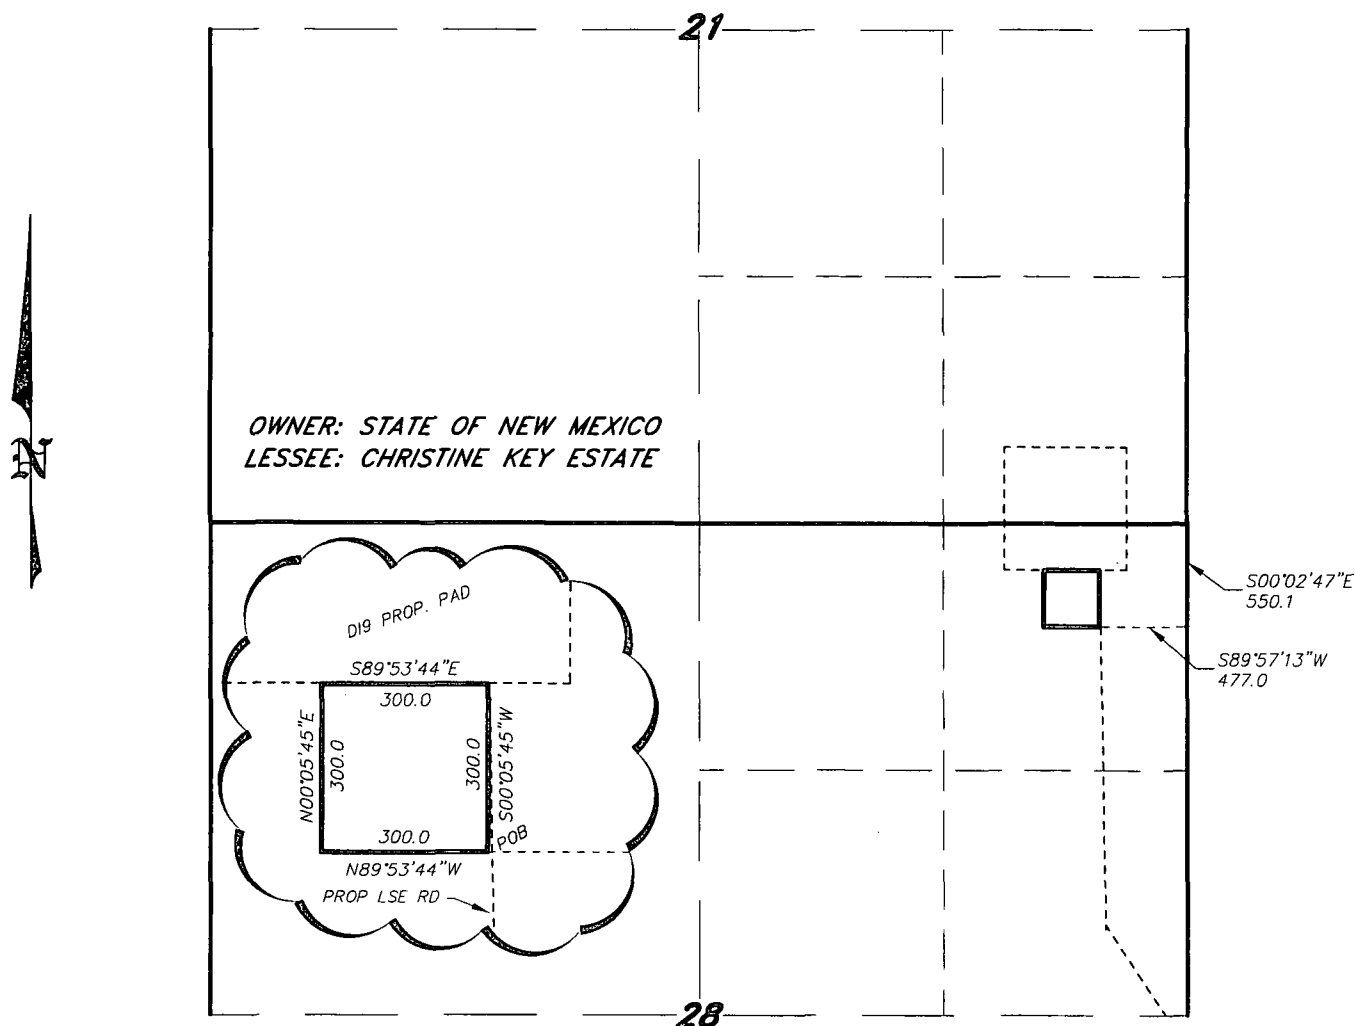 21
N
OWNER: STATE OF NEW MEXICO
LESSEE: CHRISTINE KEY ESTATE
S00°02'47"E
550.1
S89°57'13"W
477.0
D19 PROP. PAD
S89°53'44"E
300.0
N00°05'45"E
300.0
300.0
S00°05'45"W
300.0
POB
N89°53'44"W
PROP LSE RD
28